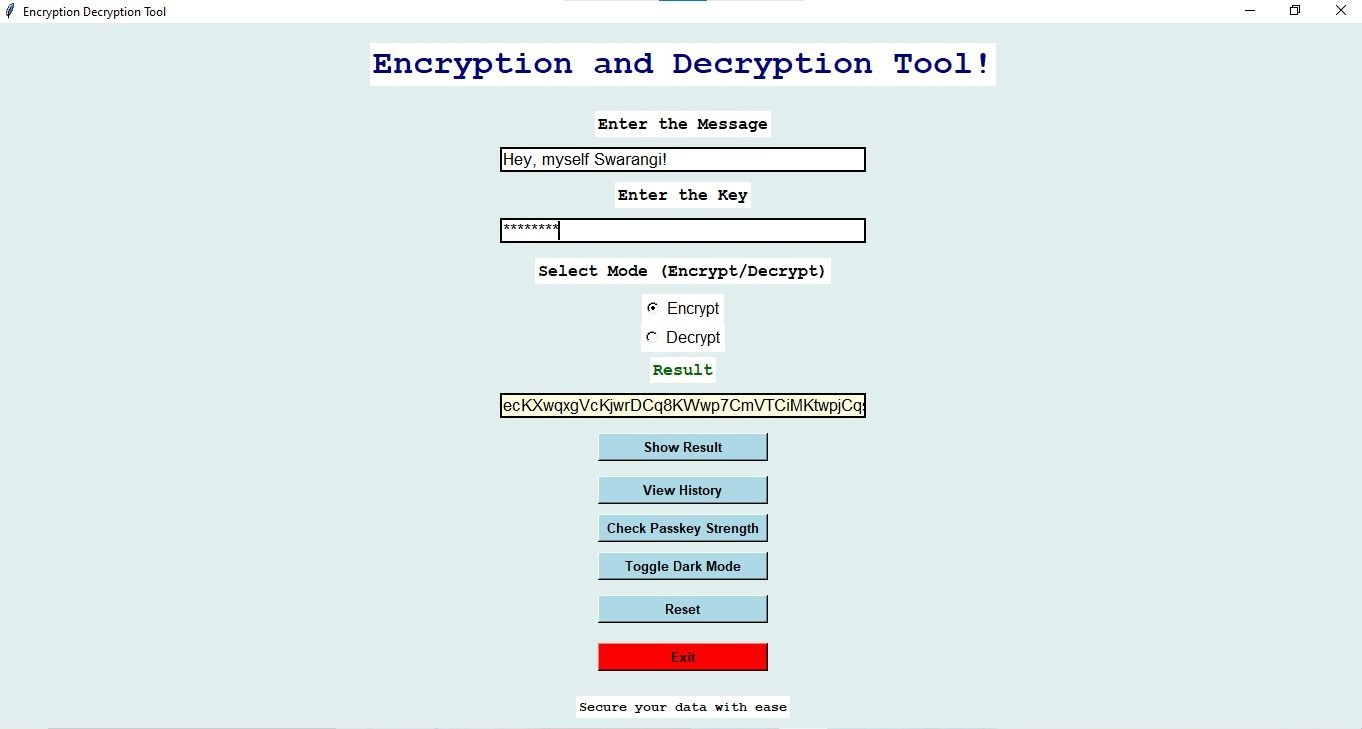 Encryption Decryption Tool
Encryption and Decryption Tool!
Enter the Message
Hey, myself Swarangi!
Enter the Key
********
Select Mode (Encrypt/Decrypt)
Encrypt
Decrypt
Result
ecKXwqxgVcKjwrDCq8KVwp7CmVTCiMKtwpjCqs
Show Result
View History
Check Passkey Strength
Toggle Dark Mode
Reset
Exit
Secure your data with ease